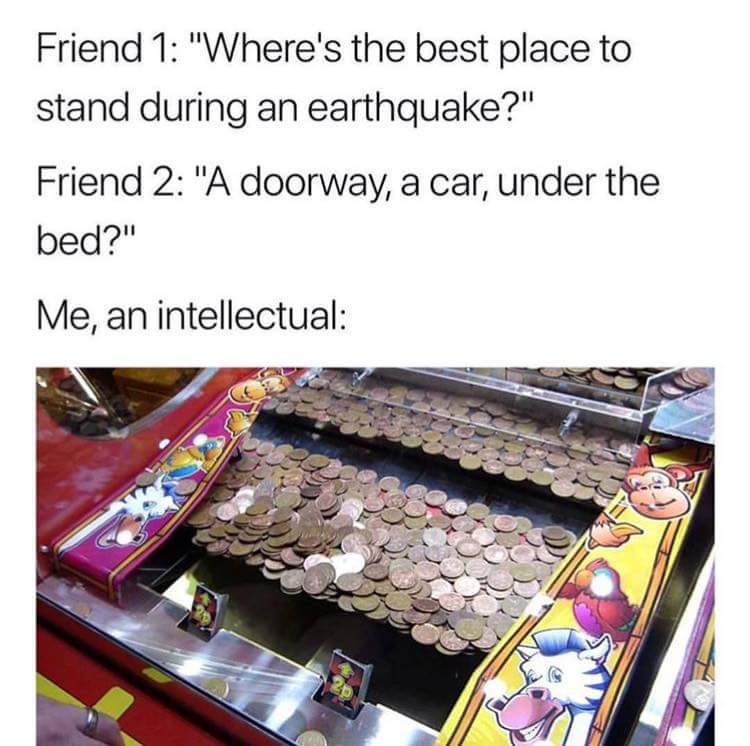 Friend 1: "Where's the best place to
stand during an earthquake?"
Friend 2: "A doorway, a car, under the
bed?"
Me, an intellectual:
2p
2p